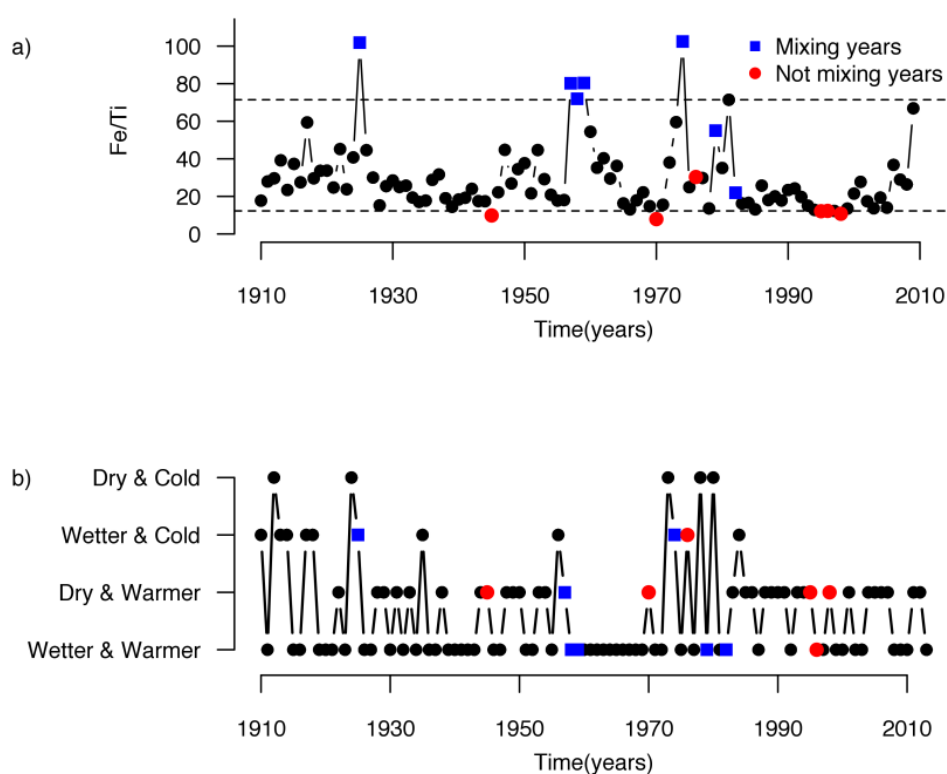 a)
Fe/Ti
100
80
60
40
20
0
Mixing years
Not mixing years
1910 1930 1950 1970 1990 2010
Time(years)
b)
Dry & Cold
Wetter & Cold
Dry & Warmer
Wetter & Warmer
1910 1930 1950 1970 1990 2010
Time(years)